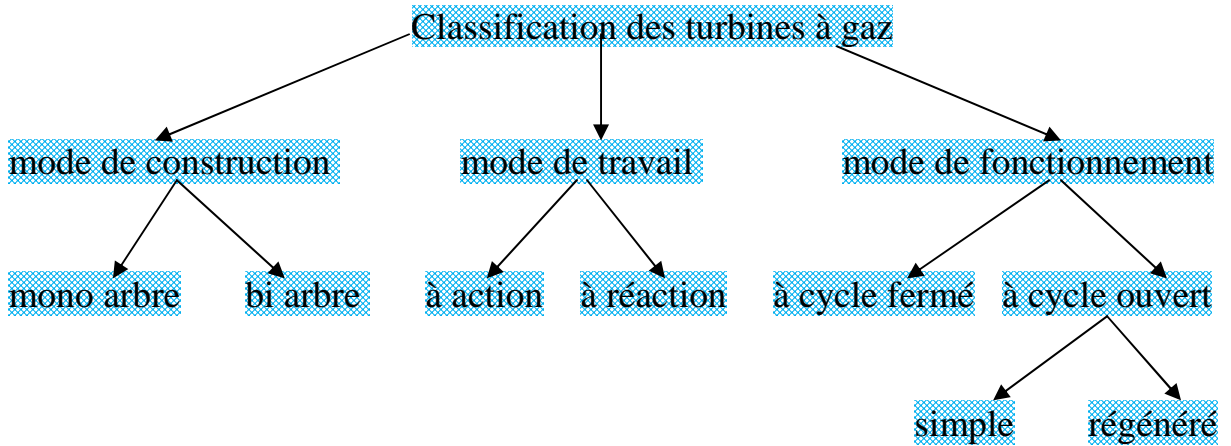 Classification des turbines à gaz
mode de construction
mode de travail
mode de fonctionnement
mono arbre
bi arbre
à action
à réaction
à cycle fermé
à cycle ouvert
simple
régénéré